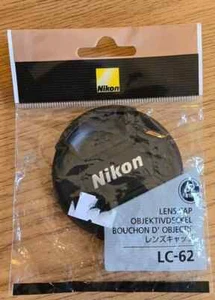 Nikon
Nikon
LENS CAP
OBJEKTIVDECKEL
BOUCHON D' OBJECTIF
レンズキャップ
LC-62